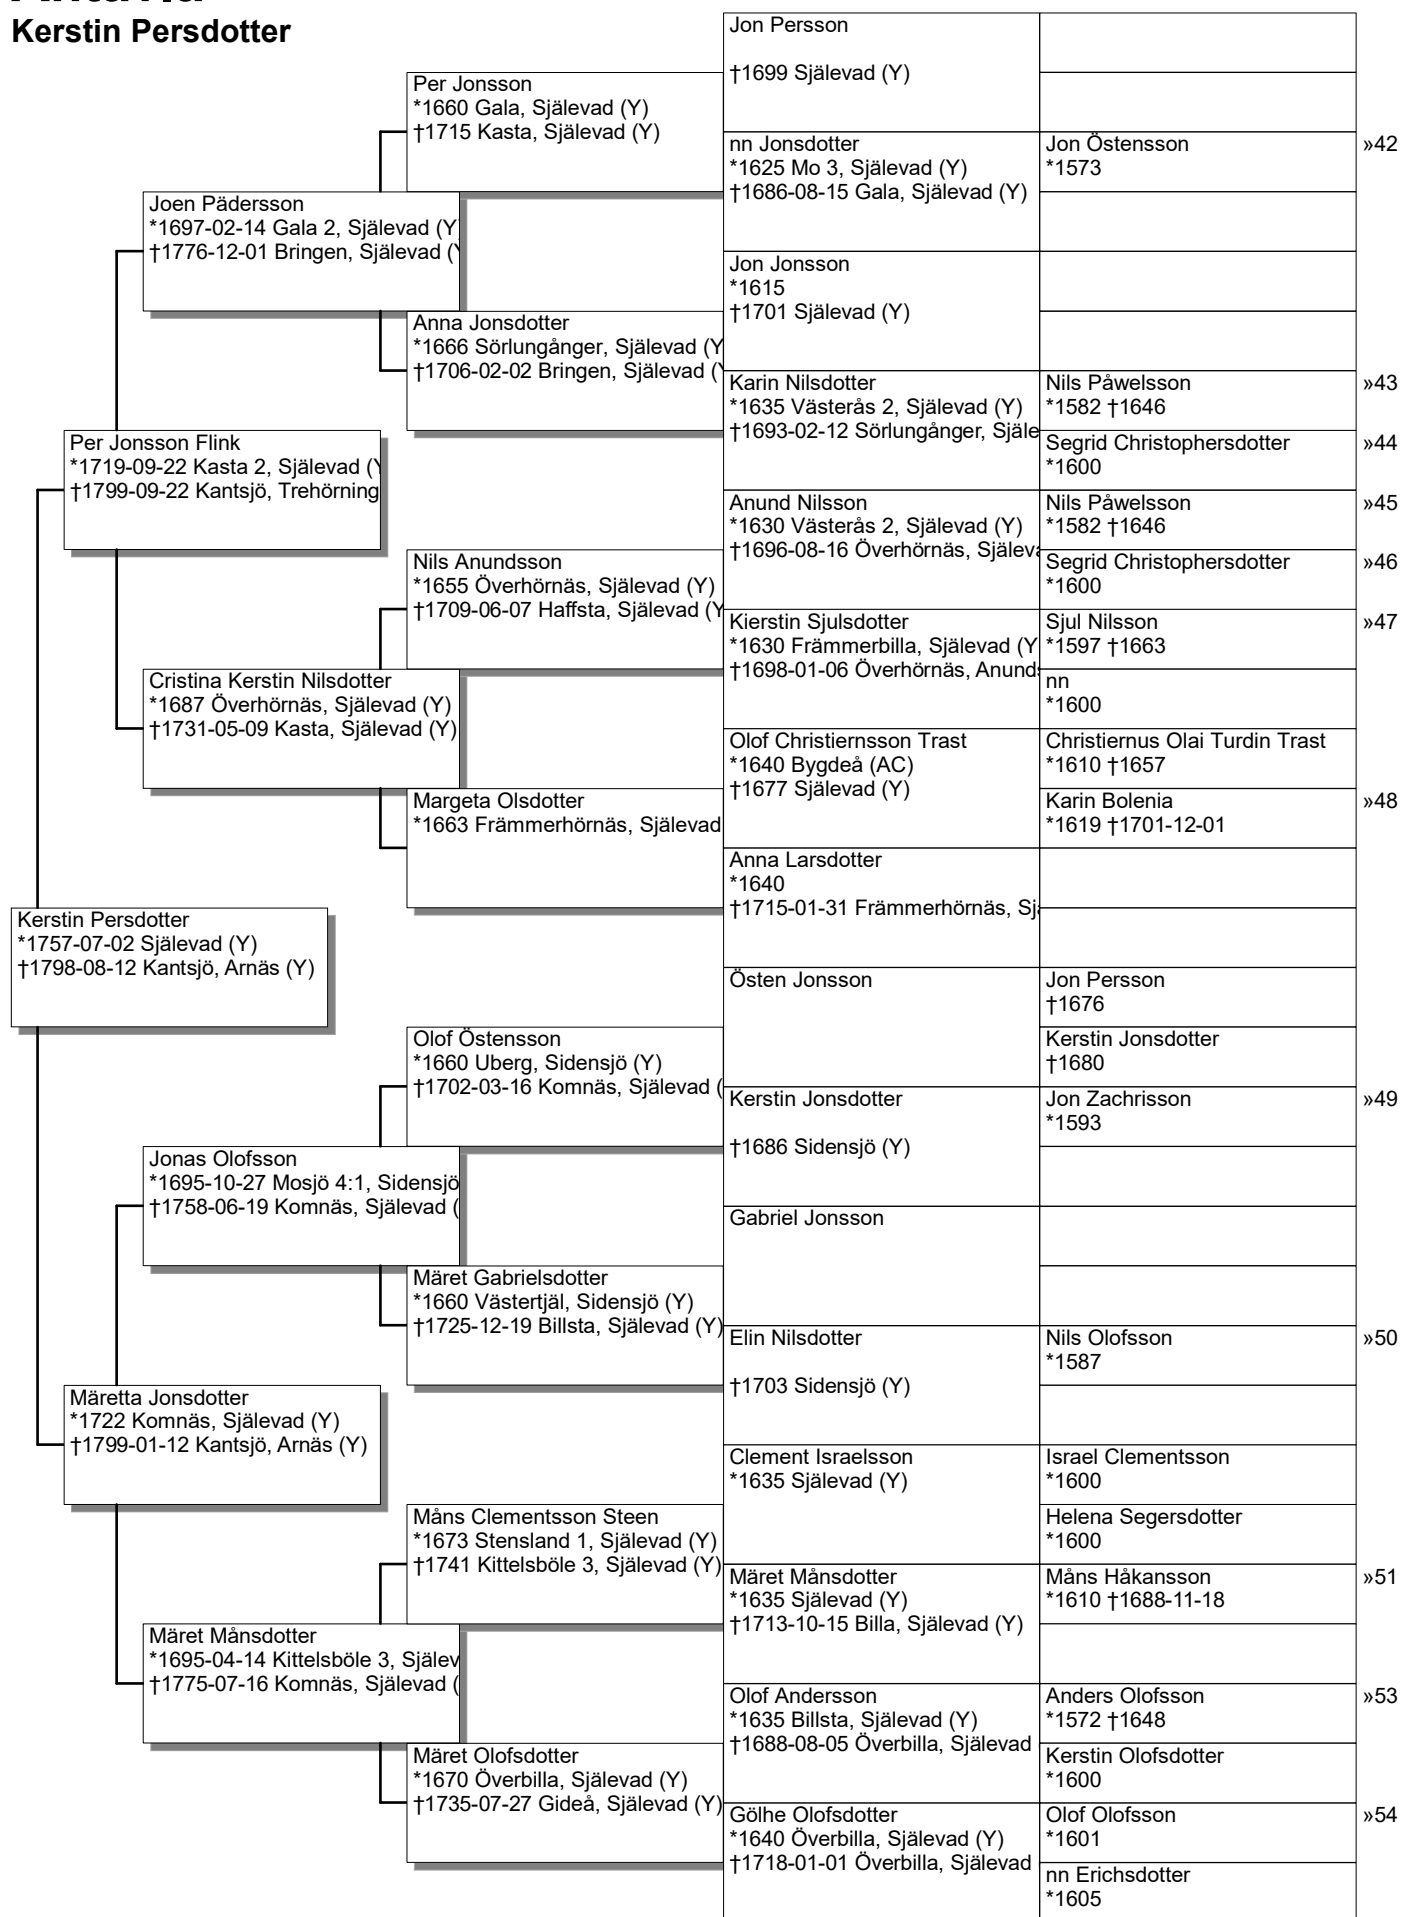 Kerstin Persdotter
Jon Persson
†1699 Själevad (Y)
Per Jonsson
*1660 Gala, Själevad (Y)
†1715 Kasta, Själevad (Y)
nn Jonsdotter
*1625 Mo 3, Själevad (Y)
†1686-08-15 Gala, Själevad (Y)
Jon Östensson
*1573
»42
Joen Pädersson
*1697-02-14 Gala 2, Själevad (Y
†1776-12-01 Bringen, Själevad (
Jon Jonsson
*1615
†1701 Själevad (Y)
Anna Jonsdotter
*1666 Sörlungånger, Själevad (Y
†1706-02-02 Bringen, Själevad (
Karin Nilsdotter
*1635 Västerås 2, Själevad (Y)
†1693-02-12 Sörlungånger, Själe
Nils Påwelsson
*1582 †1646
»43
Segrid Christophersdotter
*1600
»44
Per Jonsson Flink
*1719-09-22 Kasta 2, Själevad (
†1799-09-22 Kantsjö, Trehörning
Anund Nilsson
*1630 Västerås 2, Själevad (Y)
†1696-08-16 Överhörnäs, Själeva
Nils Påwelsson
*1582 †1646
»45
Segrid Christophersdotter
*1600
»46
Nils Anundsson
*1655 Överhörnäs, Själevad (Y)
†1709-06-07 Haffsta, Själevad (Y
Kierstin Sjulsdotter
*1630 Främmerbilla, Själevad (Y
†1698-01-06 Överhörnäs, Anunds
Sjul Nilsson
*1597 †1663
»47
nn
*1600
Cristina Kerstin Nilsdotter
*1687 Överhörnäs, Själevad (Y)
†1731-05-09 Kasta, Själevad (Y)
Olof Christiernsson Trast
*1640 Bygdeå (AC)
†1677 Själevad (Y)
Christiernus Olai Turdin Trast
*1610 †1657
Karin Bolenia
*1619 †1701-12-01
»48
Margeta Olsdotter
*1663 Främmerhörnäs, Själevad
Anna Larsdotter
*1640
†1715-01-31 Främmerhörnäs, Sj
Kerstin Persdotter
*1757-07-02 Själevad (Y)
†1798-08-12 Kantsjö, Arnäs (Y)
Östen Jonsson
Jon Persson
†1676
Kerstin Jonsdotter
†1680
Olof Östensson
*1660 Uberg, Sidensjö (Y)
†1702-03-16 Komnäs, Själevad (
Kerstin Jonsdotter
†1686 Sidensjö (Y)
Jon Zachrisson
*1593
»49
Jonas Olofsson
*1695-10-27 Mosjö 4:1, Sidensjö
†1758-06-19 Komnäs, Själevad (
Gabriel Jonsson
Märet Gabrielsdotter
*1660 Västertjäl, Sidensjö (Y)
†1725-12-19 Billsta, Själevad (Y)
Elin Nilsdotter
†1703 Sidensjö (Y)
Nils Olofsson
*1587
»50
Märetta Jonsdotter
*1722 Komnäs, Själevad (Y)
†1799-01-12 Kantsjö, Arnäs (Y)
Clement Israelsson
*1635 Själevad (Y)
Israel Clementsson
*1600
Helena Segersdotter
*1600
Måns Clementsson Steen
*1673 Stensland 1, Själevad (Y)
†1741 Kittelsböle 3, Själevad (Y)
Märet Månsdotter
*1635 Själevad (Y)
†1713-10-15 Billa, Själevad (Y)
Måns Håkansson
*1610 †1688-11-18
»51
Märet Månsdotter
*1695-04-14 Kittelsböle 3, Själev
†1775-07-16 Komnäs, Själevad (
Olof Andersson
*1635 Billsta, Själevad (Y)
†1688-08-05 Överbilla, Själevad
Anders Olofsson
*1572 †1648
»53
Kerstin Olofsdotter
*1600
Märet Olofsdotter
*1670 Överbilla, Själevad (Y)
†1735-07-27 Gideå, Själevad (Y)
Gölhe Olofsdotter
*1640 Överbilla, Själevad (Y)
†1718-01-01 Överbilla, Själevad
Olof Olofsson
*1601
»54
nn Erichsdotter
*1605